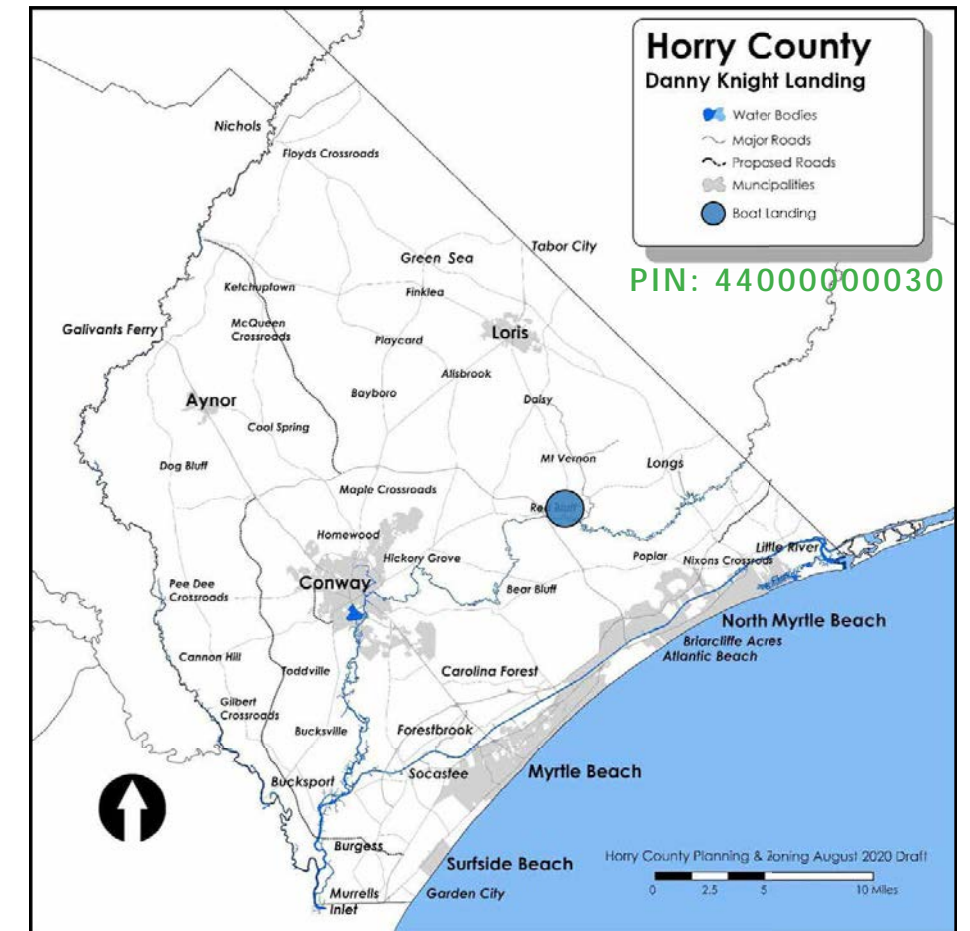 Horry County
Danny Knight Landing
Water Bodies
Major Roads
Proposed Roads
Muncipalities
Boat Landing
PIN: 44000000030
Nichols
Floyds Crossroads
Tabor City
Green Sea
Ketchuptown
Finklea
Galivants Ferry
McQueen
Crossroads
Playcard
Loris
Allsbrook
Aynor
Bayboro
Daisy
Cool Spring
Dog Bluff
Mt Vernon
Longs
Maple Crossroads
Red Bluff
Homewood
Hickory Grove
Poplar
Nixons Crossroads
Little River
Conway
Pee Dee
Crossroads
Bear Bluff
North Myrtle Beach
Briarcliffe Acres
Atlantic Beach
Cannon Hill
Toddville
Carolina Forest
Gilbert
Crossroads
Bucksville
Forestbrook
Bucksport
Socastee
Myrtle Beach
Burgess
Surfside Beach
Murrells
Inlet
Garden City
Horry County Planning & Zoning August 2020 Draft
0 2.5 5 10 Miles